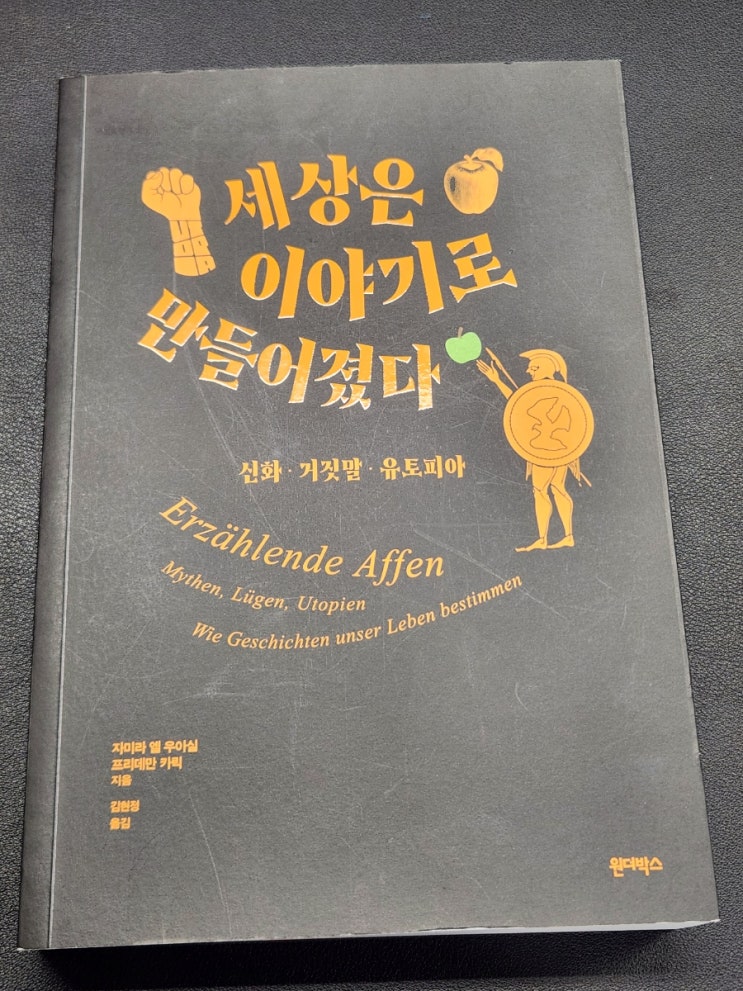 세상은
이야기로
만들어졌다
신화 · 거짓말 · 유토피아
Erzählende Affen
Mythen, Lügen, Utopien
Wie Geschichten unser Leben bestimmen
자미라 엘 우아실
프리데만 카릭
지음
김현정
옮김
원더박스